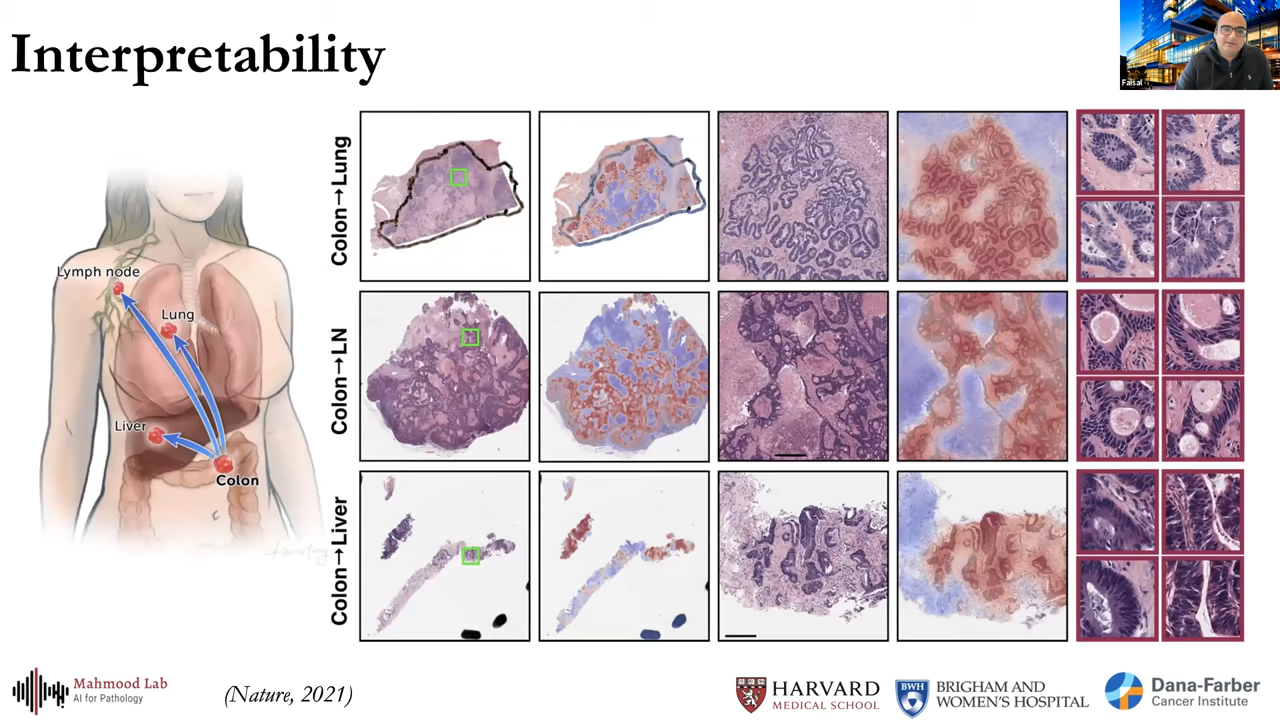 Interpretability
Faisal
Lymph node
Lung
Liver
Colon
Colon→Lung
Colon→LN
Colon→Liver
Mahmood Lab
AI for Pathology
(Nature, 2021)
HARVARD
MEDICAL SCHOOL
BWH
BRIGHAM AND
WOMEN'S HOSPITAL
Dana-Farber
Cancer Institute